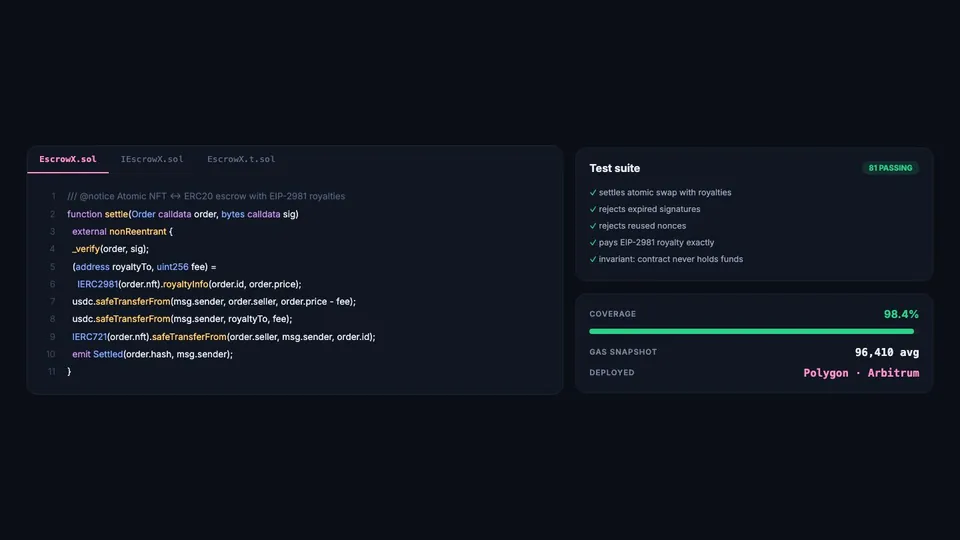 EscrowX.sol IEscrowX.sol EscrowX.t.sol
1 /// @notice Atomic NFT ↔ ERC20 escrow with EIP-2981 royalties
2 function settle(Order calldata order, bytes calldata sig)
3 external nonReentrant {
4 _verify(order, sig);
5 (address royaltyTo, uint256 fee) =
6 IERC2981(order.nft).royaltyInfo(order.id, order.price);
7 usdc.safeTransferFrom(msg.sender, order.seller, order.price - fee);
8 usdc.safeTransferFrom(msg.sender, royaltyTo, fee);
9 IERC721(order.nft).safeTransferFrom(order.seller, msg.sender, order.id);
10 emit Settled(order.hash, msg.sender);
11 }
Test suite 81 PASSING
✓ settles atomic swap with royalties
✓ rejects expired signatures
✓ rejects reused nonces
✓ pays EIP-2981 royalty exactly
✓ invariant: contract never holds funds
COVERAGE 98.4%
GAS SNAPSHOT 96,410 avg
DEPLOYED Polygon · Arbitrum